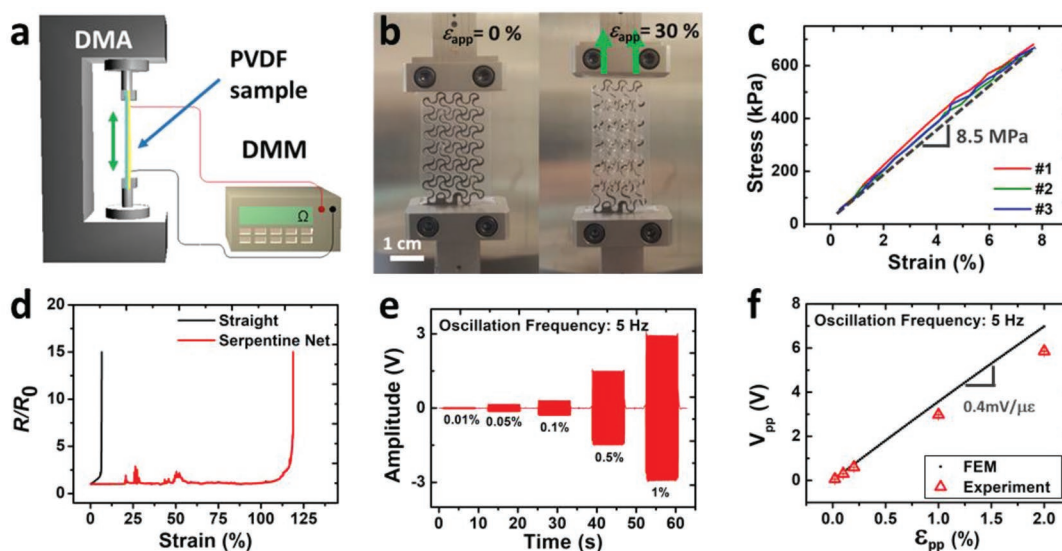 a
DMA
PVDF
sample
DMM
Ω
b
εapp= 0 %
εapp= 30 %
1 cm
c
Stress (kPa)
600
400
200
0
0 2 4 6 8
Strain (%)
8.5 MPa
#1
#2
#3
d
R/R0
20
15
10
5
0
0 25 50 75 100 125
Strain (%)
Straight
Serpentine Net
e
Oscillation Frequency: 5 Hz
Amplitude (V)
3
0
-3
0.01%
0.05%
0.1%
0.5%
1%
0 10 20 30 40 50 60
Time (s)
f
Oscillation Frequency: 5 Hz
Vpp (V)
8
6
4
2
0
0.4mV/με
FEM
Experiment
0.0 0.5 1.0 1.5 2.0
εpp (%)